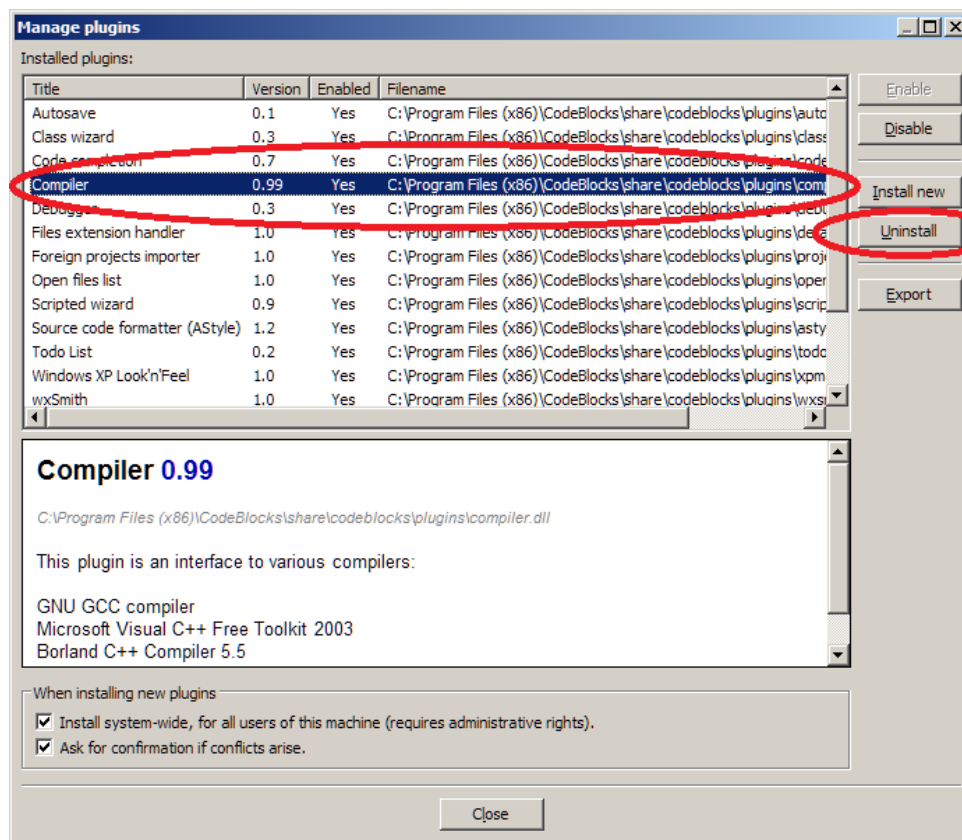 Manage plugins
Installed plugins:
Title Version Enabled Filename
Autosave 0.1 Yes C:\Program Files (x86)\CodeBlocks\share\codeblocks\plugins\auto
Class wizard 0.3 Yes C:\Program Files (x86)\CodeBlocks\share\codeblocks\plugins\class
Code completion 0.7 Yes C:\Program Files (x86)\CodeBlocks\share\codeblocks\plugins\code
Compiler 0.99 Yes C:\Program Files (x86)\CodeBlocks\share\codeblocks\plugins\comp
Debugger 0.3 Yes C:\Program Files (x86)\CodeBlocks\share\codeblocks\plugins\debu
Files extension handler 1.0 Yes C:\Program Files (x86)\CodeBlocks\share\codeblocks\plugins\defa
Foreign projects importer 1.0 Yes C:\Program Files (x86)\CodeBlocks\share\codeblocks\plugins\proje
Open files list 1.0 Yes C:\Program Files (x86)\CodeBlocks\share\codeblocks\plugins\open
Scripted wizard 0.9 Yes C:\Program Files (x86)\CodeBlocks\share\codeblocks\plugins\scrip
Source code formatter (AStyle) 1.2 Yes C:\Program Files (x86)\CodeBlocks\share\codeblocks\plugins\asty
Todo List 0.2 Yes C:\Program Files (x86)\CodeBlocks\share\codeblocks\plugins\todo
Windows XP Look'n'Feel 1.0 Yes C:\Program Files (x86)\CodeBlocks\share\codeblocks\plugins\xpm
wxSmith 1.0 Yes C:\Program Files (x86)\CodeBlocks\share\codeblocks\plugins\wxsm
Enable
Disable
Install new
Uninstall
Export
Compiler 0.99
C:\Program Files (x86)\CodeBlocks\share\codeblocks\plugins\compiler.dll
This plugin is an interface to various compilers:
GNU GCC compiler
Microsoft Visual C++ Free Toolkit 2003
Borland C++ Compiler 5.5
When installing new plugins
Install system-wide, for all users of this machine (requires administrative rights).
Ask for confirmation if conflicts arise.
Close